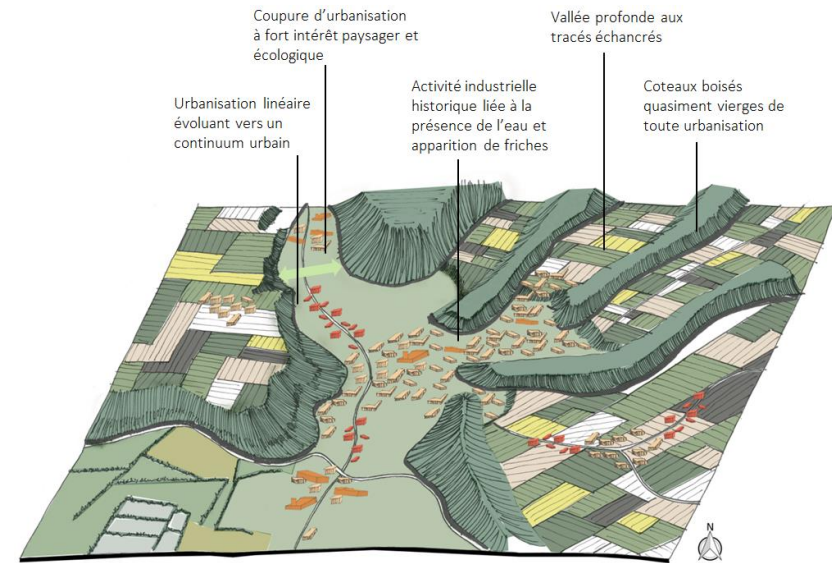 Coupure d’urbanisation
à fort intérêt paysager et
écologique
Vallée profonde aux
tracés échancrés
Urbanisation linéaire
évoluant vers un
continuum urbain
Activité industrielle
historique liée à la
présence de l’eau et
apparition de friches
Coteaux boisés
quasiment vierges de
toute urbanisation
N